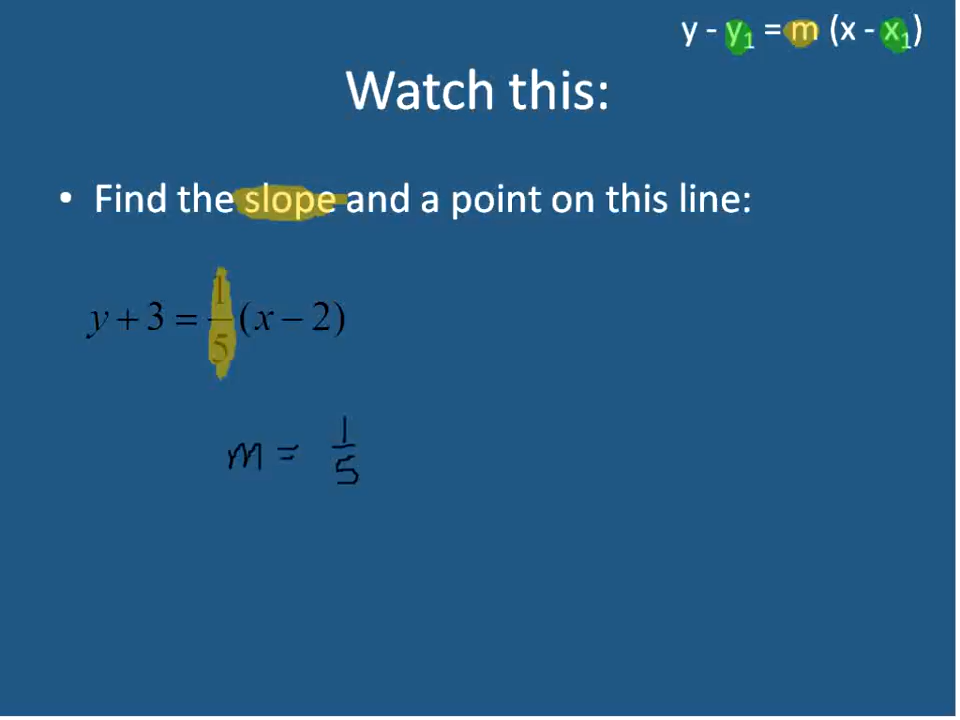 y - y₁ = m (x - x₁)
Watch this:
• Find the slope and a point on this line:
y + 3 = 1/5 (x − 2)
m = 1/5